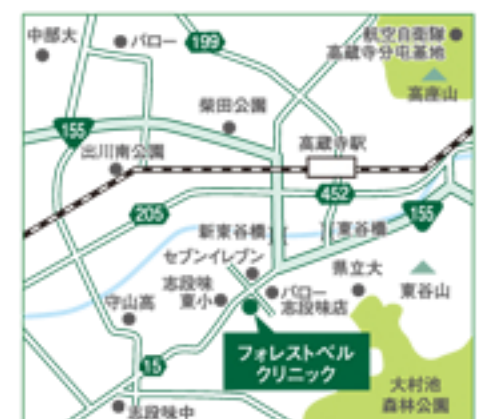 中部大
バロー
199
航空自衛隊
高蔵寺分屯基地
高座山
柴田公園
155
出川南公園
高蔵寺駅
452
205
155
新東谷橋
東谷橋
セブンイレブン
県立大
東谷山
志段味
東小
バロー
志段味店
守山高
フォレストベル
クリニック
15
大村池
森林公園
志段味中